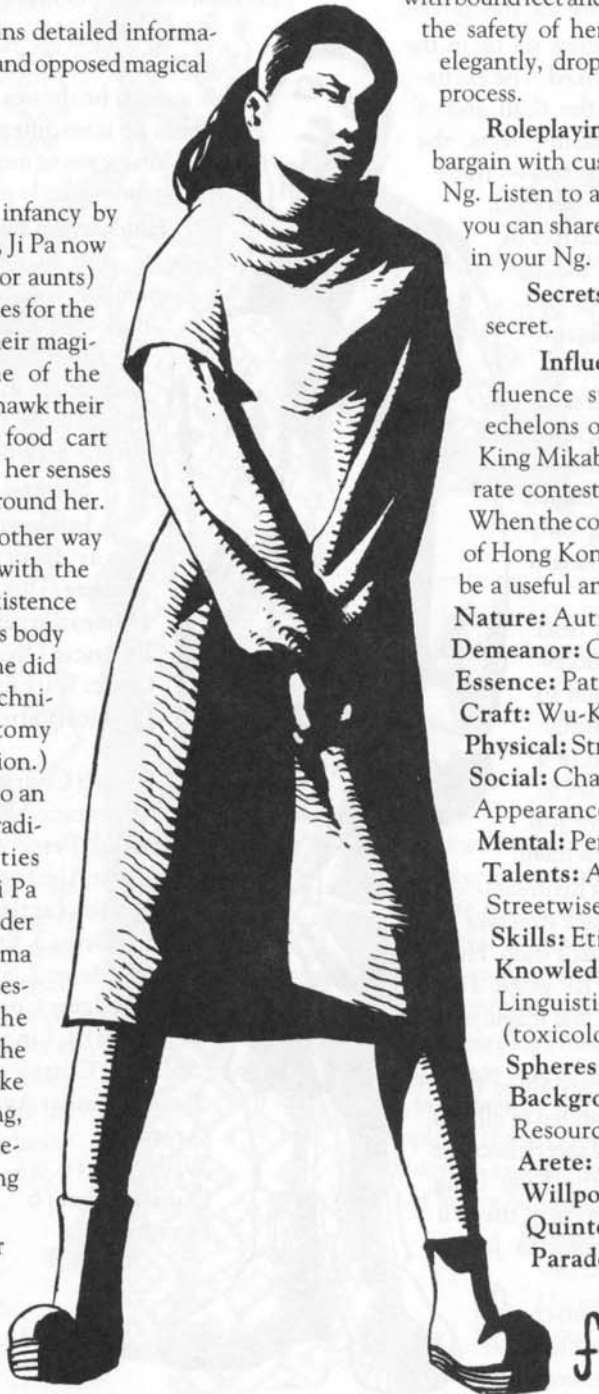 ins detailed informa-
and opposed magical
infancy by
, Ji Pa now
or aunts)
es for the
eir magi-
e of the
hawk their
food cart
her senses
round her.
other way
with the
istence
s body
ne did
chni-
tomy
ion.)
o an
radi-
ties
i Pa
der
ma
es-
he
he
ke
ng,
e-
ng
r
with bound feet and
the safety of her
elegantly, drop
process.
Roleplayin
bargain with cus
Ng. Listen to a
you can share
in your Ng.
Secrets
secret.
Influe
fluence s
echelons o
King Mikab
rate contest
When the co
of Hong Kon
be a useful an
Nature: Aut
Demeanor: C
Essence: Pat
Craft: Wu-K
Physical: Str
Social: Cha
Appearance
Mental: Per
Talents: A
Streetwise
Skills: Eti
Knowled
Linguisti
(toxicolo
Spheres
Backgro
Resourc
Arete:
Willpo
Quinte
Parado
f